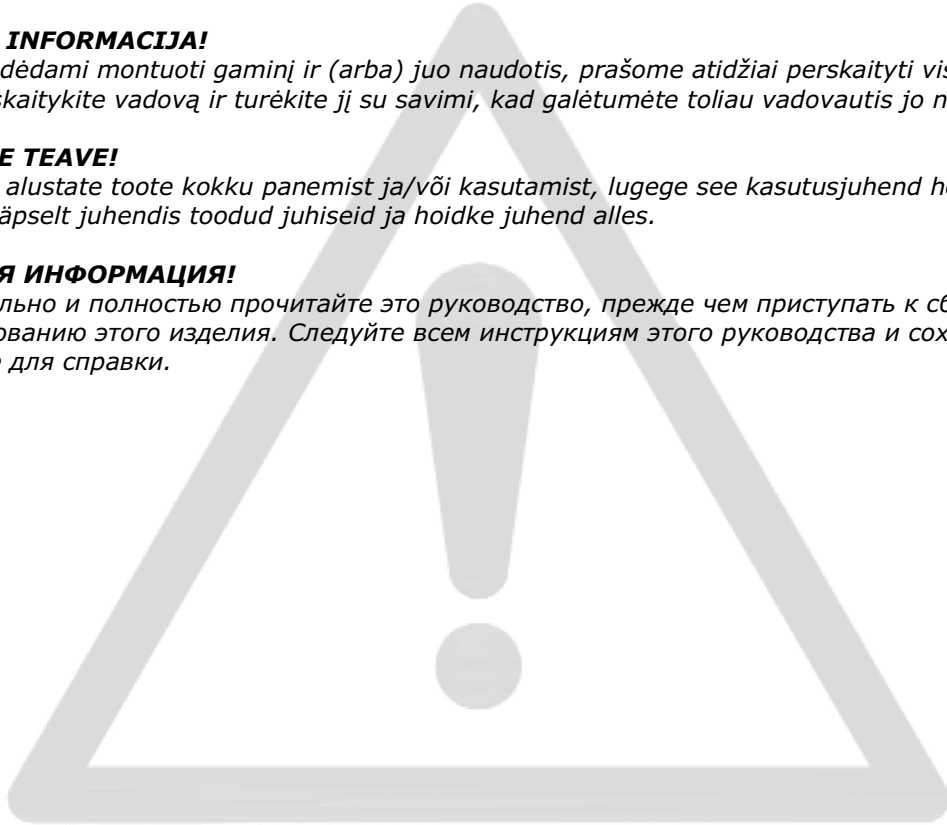 INFORMACIJA!
dėdami montuoti gaminį ir (arba) juo naudotis, prašome atidžiai perskaityti vis
skaitykite vadovą ir turėkite jį su savimi, kad galėtumėte toliau vadovautis jo n
E TEAVE!
alustate toote kokku panemist ja/või kasutamist, lugege see kasutusjuhend h
äpselt juhendis toodud juhiseid ja hoidke juhend alles.
Я ИНФОРМАЦИЯ!
льно и полностью прочитайте это руководство, прежде чем приступать к сб
ованию этого изделия. Следуйте всем инструкциям этого руководства и сох
для справки.